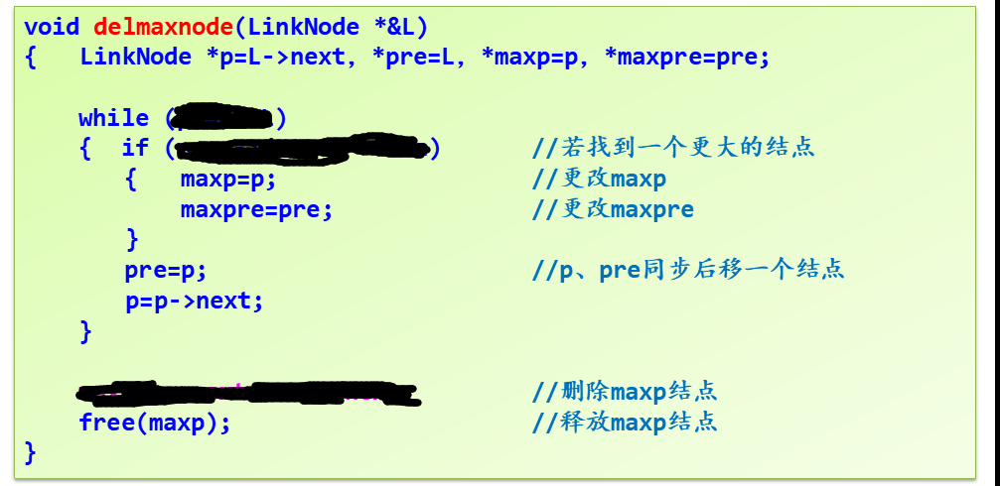 void delmaxnode(LinkNode *&L)
{ LinkNode *p=L->next, *pre=L, *maxp=p, *maxpre=pre;
while ( )
{ if ( ) //若找到一个更大的结点
{ maxp=p; //更改maxp
maxpre=pre; //更改maxpre
}
pre=p; //p、pre同步后移一个结点
p=p->next;
}
//删除maxp结点
free(maxp); //释放maxp结点
}